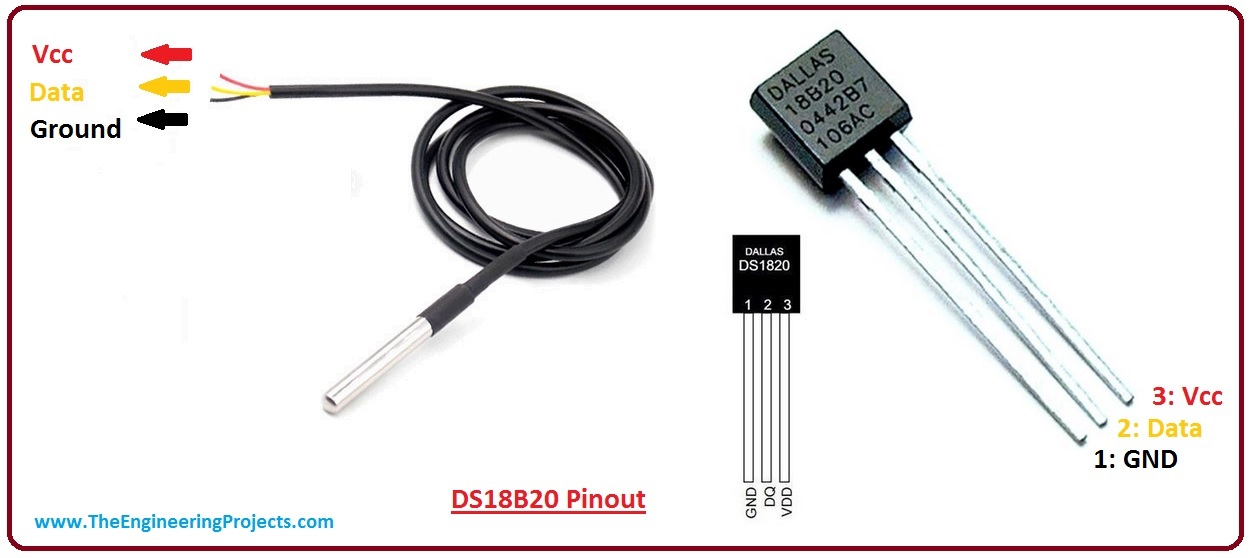 Vcc
Data
Ground
DALLAS
18B20
0442B7
106AC
DALLAS
DS1820
1 2 3
GND
DQ
VDD
3: Vcc
2: Data
1: GND
DS18B20 Pinout
www.TheEngineeringProjects.com